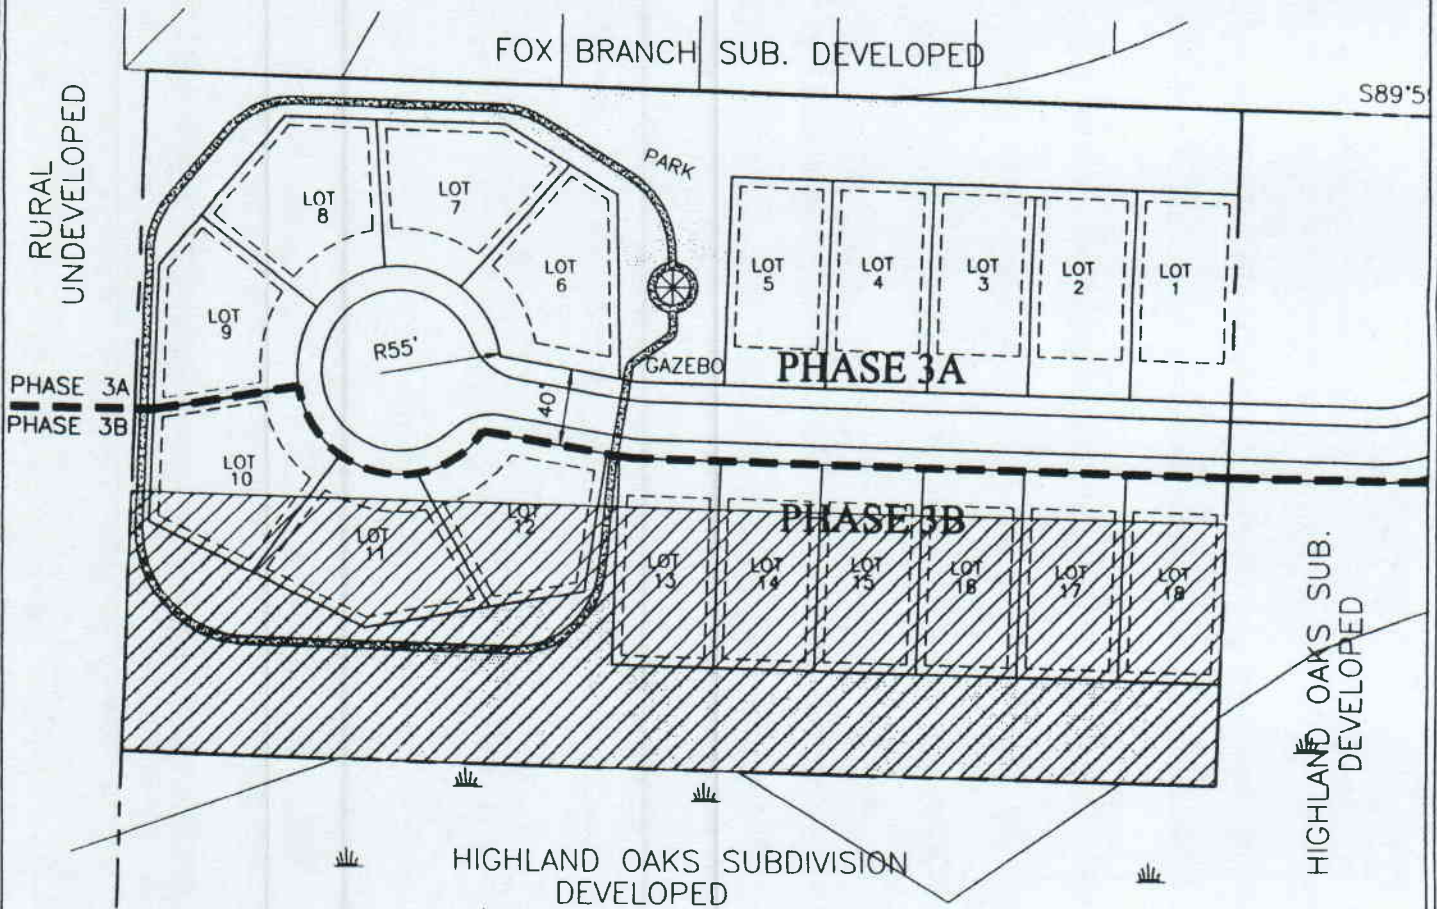 FOX BRANCH SUB. DEVELOPED
S89°5
RURAL
UNDEVELOPED
PARK
LOT
8
LOT
7
LOT
6
LOT
5
LOT
4
LOT
3
LOT
2
LOT
1
LOT
9
R55'
GAZEBO
PHASE 3A
PHASE 3A
PHASE 3B
40'
LOT
10
LOT
11
LOT
12
PHASE 3B
LOT
13
LOT
14
LOT
15
LOT
16
LOT
17
LOT
18
HIGHLAND OAKS SUB.
DEVELOPED
HIGHLAND OAKS SUBDIVISION
DEVELOPED